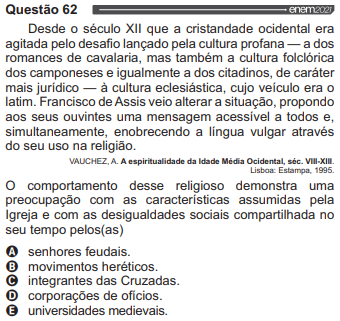 Questão 62 enem2021
Desde o século XII que a cristandade ocidental era
agitada pelo desafio lançado pela cultura profana — a dos
romances de cavalaria, mas também a cultura folclórica
dos camponeses e igualmente a dos citadinos, de caráter
mais jurídico — à cultura eclesiástica, cujo veículo era o
latim. Francisco de Assis veio alterar a situação, propondo
aos seus ouvintes uma mensagem acessível a todos e,
simultaneamente, enobrecendo a língua vulgar através
do seu uso na religião.
VAUCHEZ, A. A espiritualidade da Idade Média Ocidental, séc. VIII-XIII.
Lisboa: Estampa, 1995.
O comportamento desse religioso demonstra uma
preocupação com as características assumidas pela
Igreja e com as desigualdades sociais compartilhada no
seu tempo pelos(as)
A senhores feudais.
B movimentos heréticos.
C integrantes das Cruzadas.
D corporações de ofícios.
E universidades medievais.